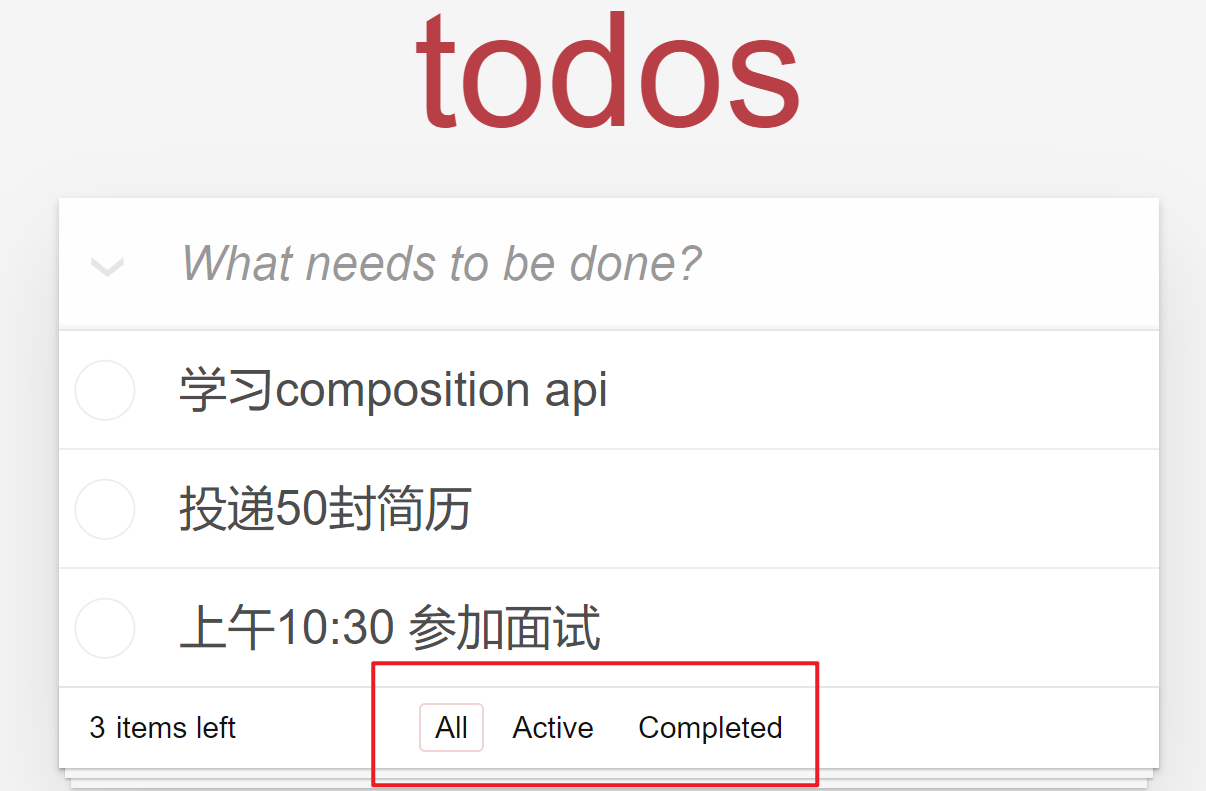 todos
What needs to be done?
学习composition api
投递50封简历
上午10:30 参加面试
3 items left All Active Completed